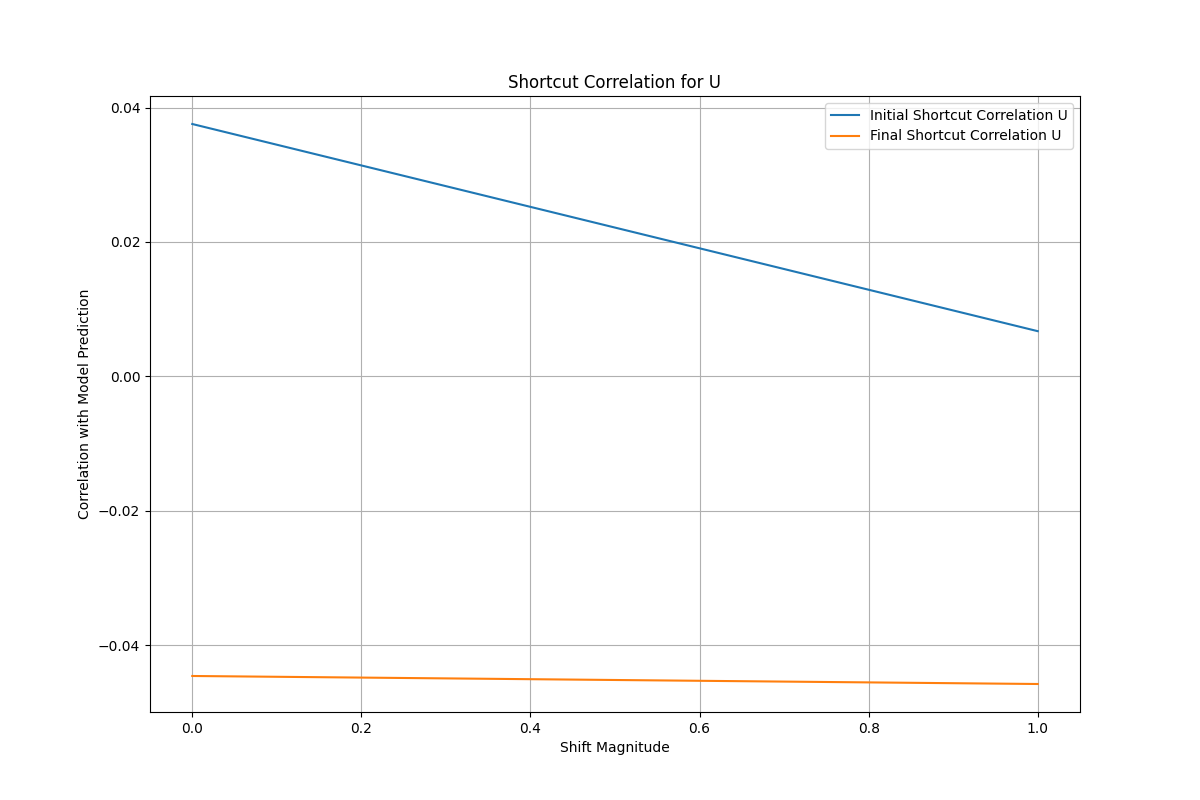 Shortcut Correlation for U
Initial Shortcut Correlation U
Final Shortcut Correlation U
Correlation with Model Prediction
0.04
0.02
0.00
−0.02
−0.04
0.0 0.2 0.4 0.6 0.8 1.0
Shift Magnitude